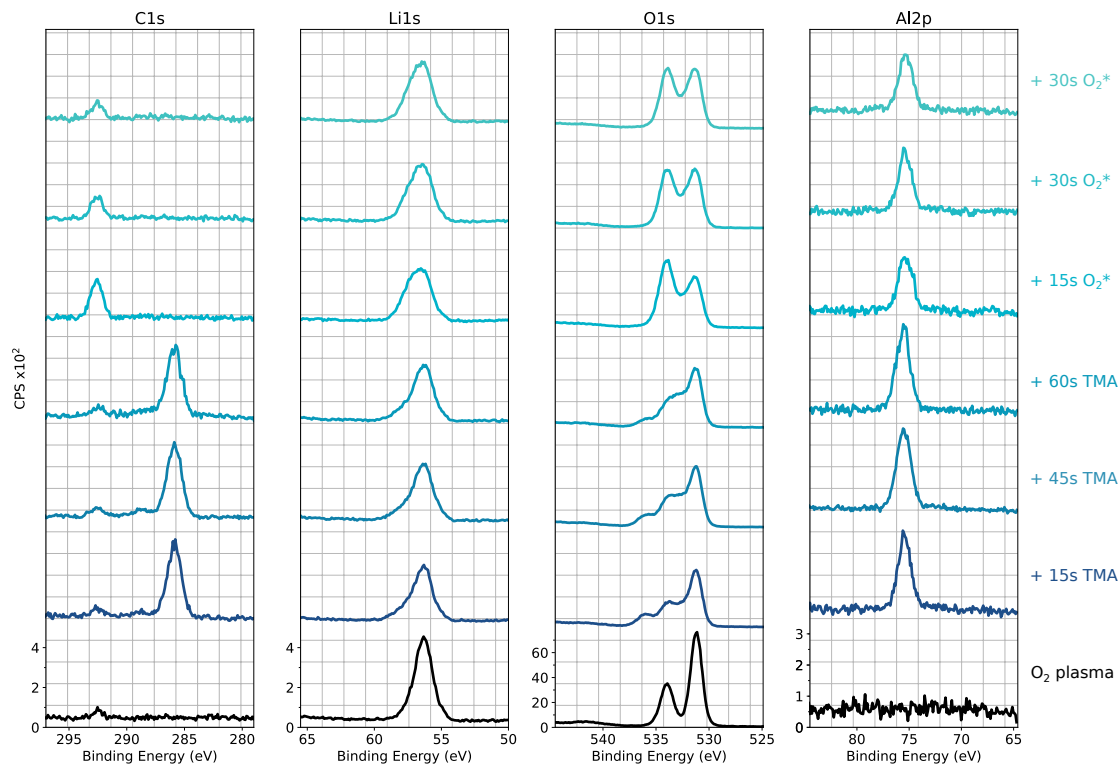 C1s Li1s O1s Al2p
+ 30s O₂*
+ 30s O₂*
+ 15s O₂*
+ 60s TMA
+ 45s TMA
+ 15s TMA
O₂ plasma
CPS x10²
4 2 0
4 2 0
60 40 20 0
3 2 2 1 0 0
295 290 285 280
65 60 55 50
540 535 530 525
80 75 70 65
Binding Energy (eV) Binding Energy (eV) Binding Energy (eV) Binding Energy (eV)